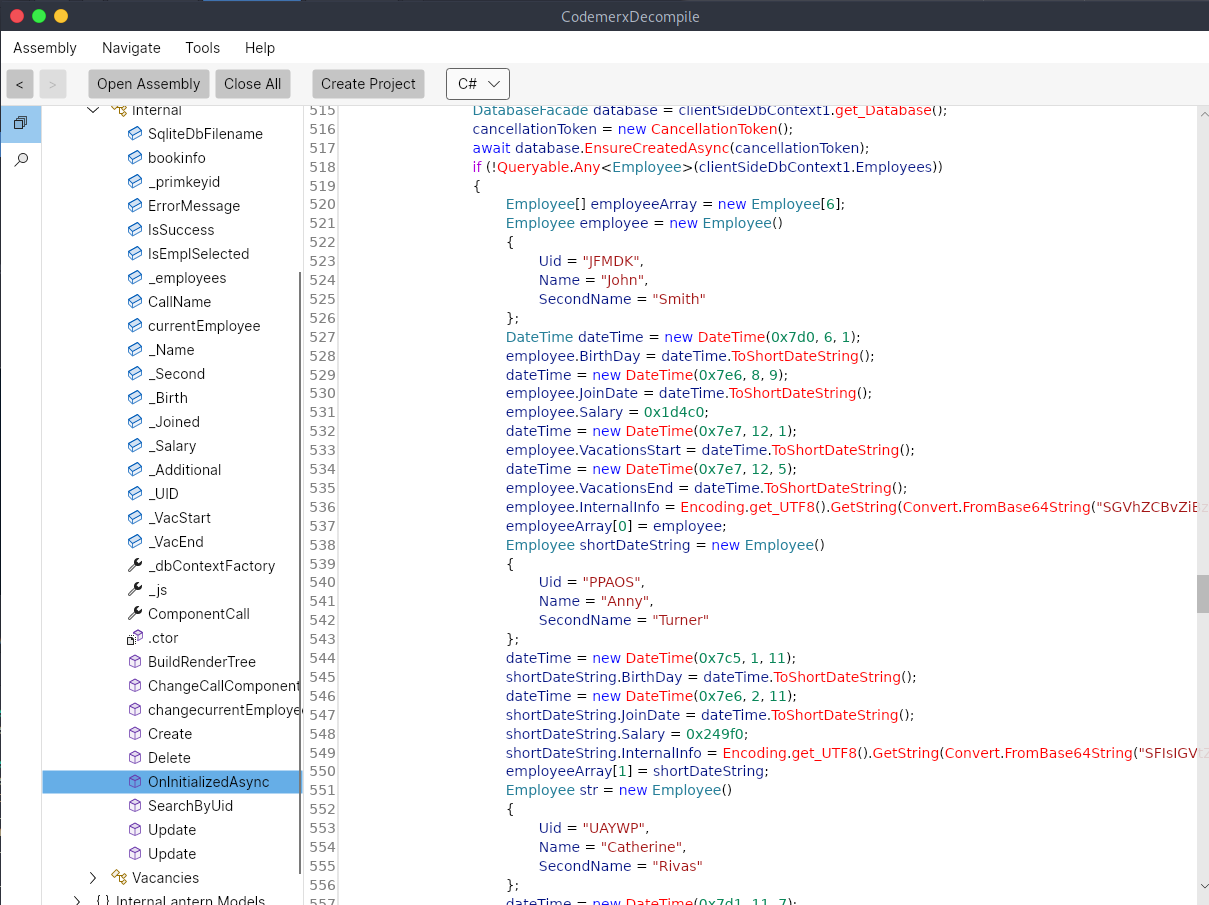 CodemerxDecompile
Assembly Navigate Tools Help
< > Open Assembly Close All Create Project C#
Internal
SqliteDbFilename
bookinfo
_primkeyid
ErrorMessage
IsSuccess
IsEmplSelected
_employees
CallName
currentEmployee
_Name
_Second
_Birth
_Joined
_Salary
_Additional
_UID
_VacStart
_VacEnd
_dbContextFactory
_js
ComponentCall
.ctor
BuildRenderTree
ChangeCallComponent
changecurrentEmploye
Create
Delete
OnInitializedAsync
SearchByUid
Update
Update
Vacancies
{ } InternaLantern.Models
515 DatabaseFacade database = clientSideDbContext1.get_Database();
516 cancellationToken = new CancellationToken();
517 await database.EnsureCreatedAsync(cancellationToken);
518 if (!Queryable.Any<Employee>(clientSideDbContext1.Employees))
519 {
520 Employee[] employeeArray = new Employee[6];
521 Employee employee = new Employee()
522 {
523 Uid = "JFMDK",
524 Name = "John",
525 SecondName = "Smith"
526 };
527 DateTime dateTime = new DateTime(0x7d0, 6, 1);
528 employee.BirthDay = dateTime.ToShortDateString();
529 dateTime = new DateTime(0x7e6, 8, 9);
530 employee.JoinDate = dateTime.ToShortDateString();
531 employee.Salary = 0x1d4c0;
532 dateTime = new DateTime(0x7e7, 12, 1);
533 employee.VacationsStart = dateTime.ToShortDateString();
534 dateTime = new DateTime(0x7e7, 12, 5);
535 employee.VacationsEnd = dateTime.ToShortDateString();
536 employee.InternalInfo = Encoding.get_UTF8().GetString(Convert.FromBase64String("SGVhZCBvZiB
537 employeeArray[0] = employee;
538 Employee shortDateString = new Employee()
539 {
540 Uid = "PPAOS",
541 Name = "Anny",
542 SecondName = "Turner"
543 };
544 dateTime = new DateTime(0x7c5, 1, 11);
545 shortDateString.BirthDay = dateTime.ToShortDateString();
546 dateTime = new DateTime(0x7e6, 2, 11);
547 shortDateString.JoinDate = dateTime.ToShortDateString();
548 shortDateString.Salary = 0x249f0;
549 shortDateString.InternalInfo = Encoding.get_UTF8().GetString(Convert.FromBase64String("SFIsIGV
550 employeeArray[1] = shortDateString;
551 Employee str = new Employee()
552 {
553 Uid = "UAYWP",
554 Name = "Catherine",
555 SecondName = "Rivas"
556 };
557 dateTime = new DateTime(0x7d1, 11, 7);